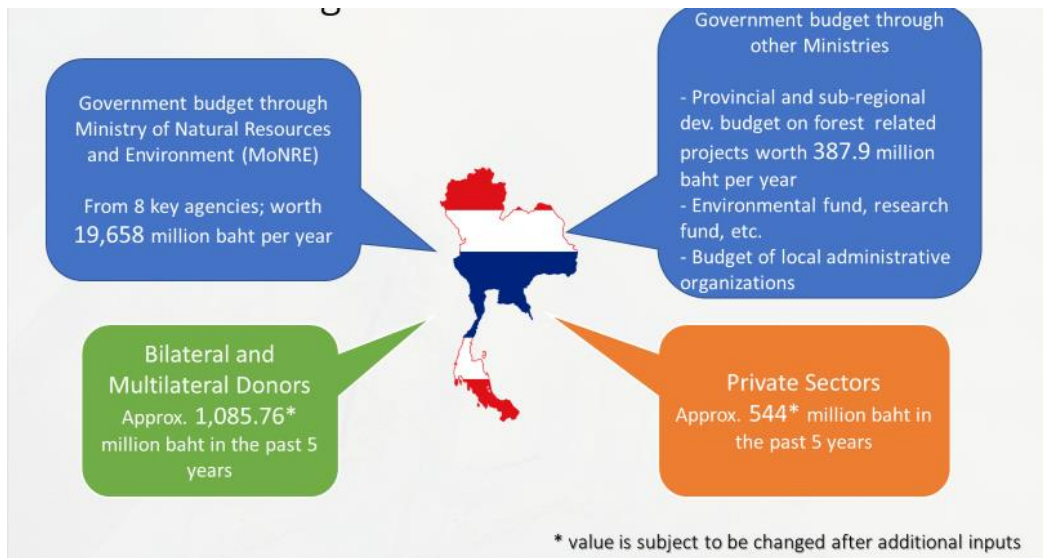 Government budget through
Ministry of Natural Resources
and Environment (MoNRE)
From 8 key agencies; worth
19,658 million baht per year
Government budget through
other Ministries
- Provincial and sub-regional
dev. budget on forest related
projects worth 387.9 million
baht per year
- Environmental fund, research
fund, etc.
- Budget of local administrative
organizations
Bilateral and
Multilateral Donors
Approx. 1,085.76*
million baht in the past 5
years
Private Sectors
Approx. 544* million baht in
the past 5 years
* value is subject to be changed after additional inputs